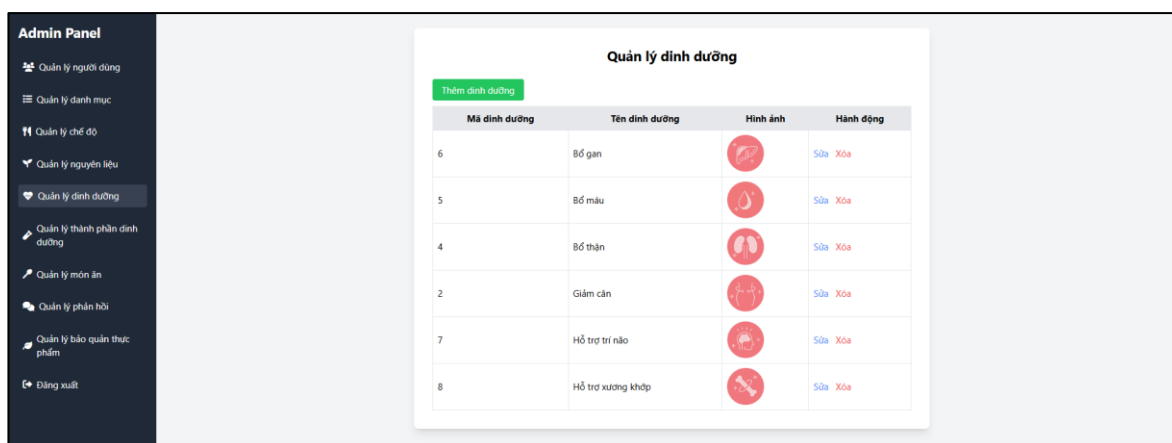 Admin Panel
Quản lý người dùng
Quản lý danh mục
Quản lý chế độ
Quản lý nguyên liệu
Quản lý dinh dưỡng
Quản lý thành phần dinh
dưỡng
Quản lý món ăn
Quản lý phản hồi
Quản lý bảo quản thực
phẩm
Đăng xuất
Quản lý dinh dưỡng
Thêm dinh dưỡng
Mã dinh dưỡng Tên dinh dưỡng Hình ảnh Hành động
6 Bổ gan Sửa Xóa
5 Bổ máu Sửa Xóa
4 Bổ thận Sửa Xóa
2 Giảm cân Sửa Xóa
7 Hỗ trợ trí não Sửa Xóa
8 Hỗ trợ xương khớp Sửa Xóa